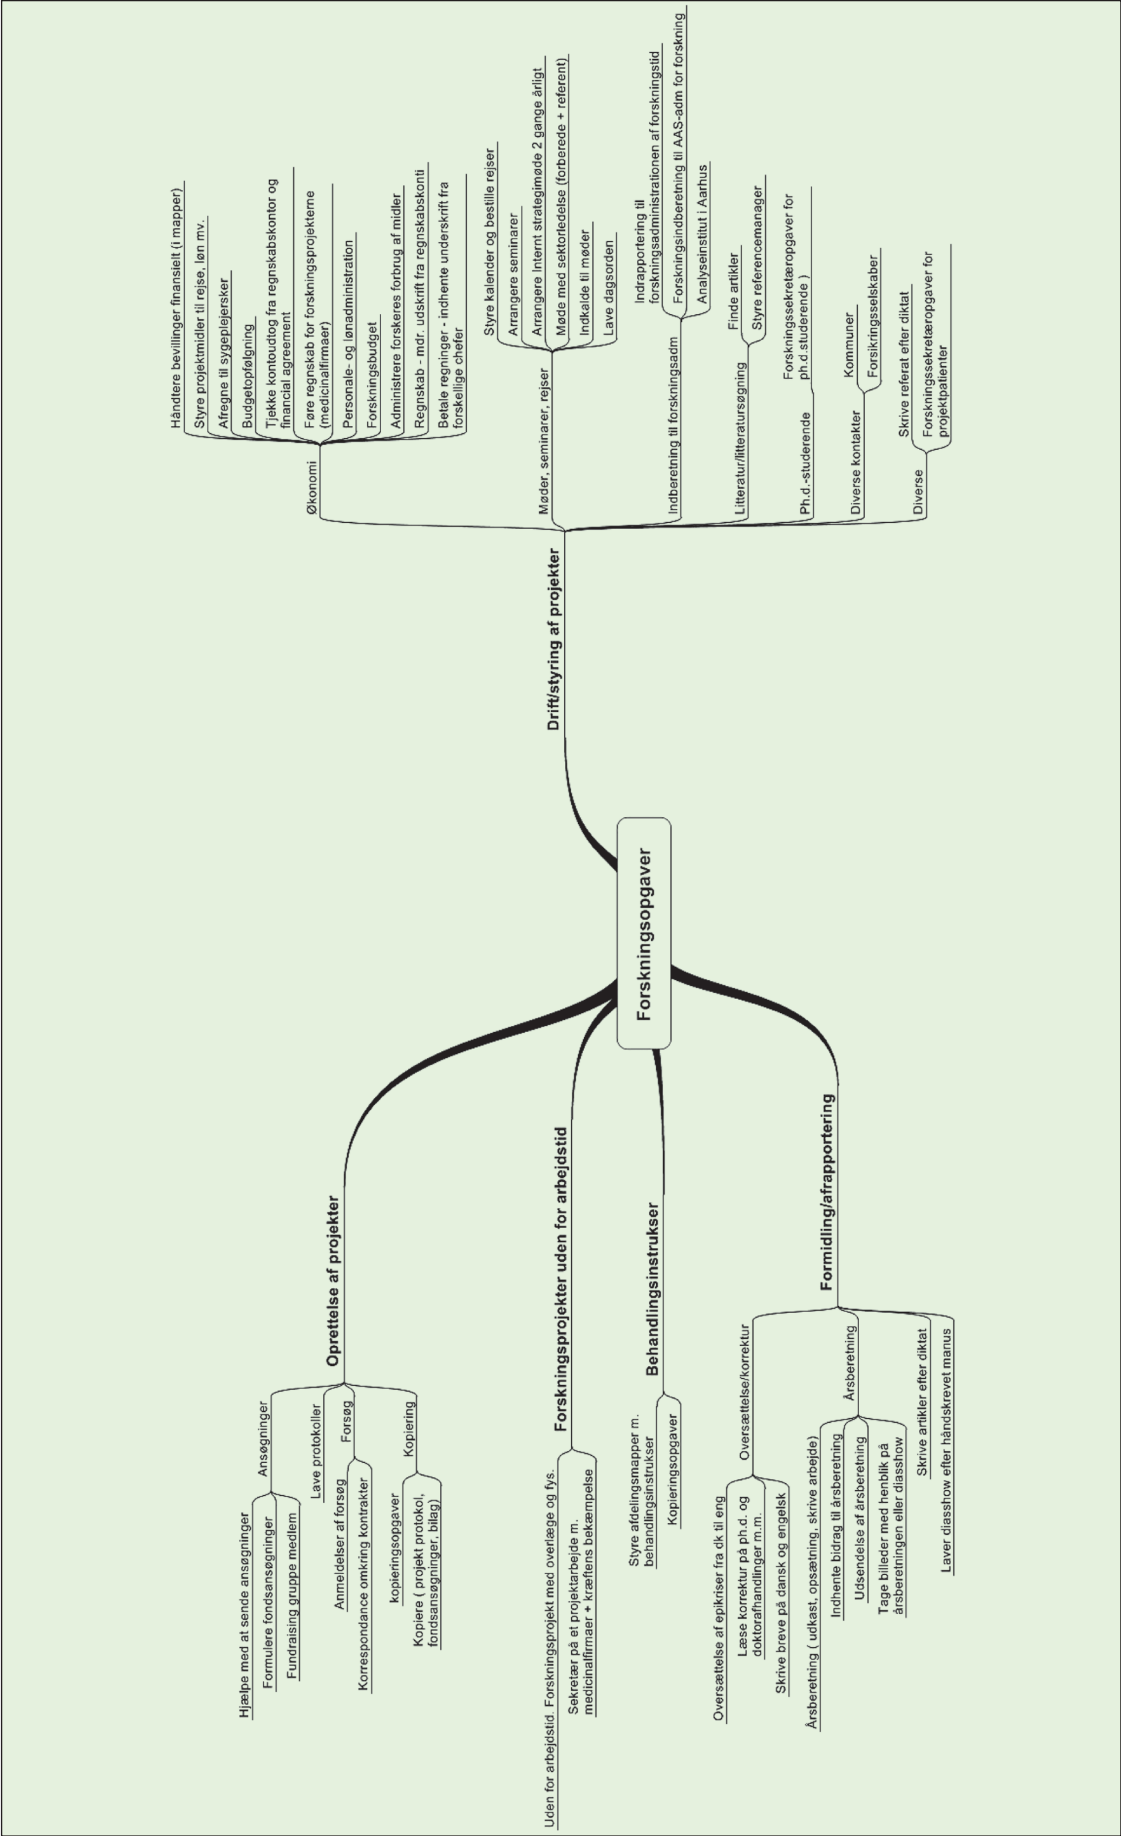 Forskningsopgaver
Oprettelse af projekter
Ansøgninger
Hjælpe med at sende ansøgninger
Formulere fondsansøgninger
Fundraising gruppe medlem
Lave protokoller
Forsøg
Anmeldelser af forsøg
Korrespondance omkring kontrakter
Kopiering
kopieringsopgaver
Kopiere ( projekt protokol,
fondsansøgninger, bilag)
Forskningsprojekter uden for arbejdstid
Uden for arbejdstid. Forskningsprojekt med overlæge og fys.
Sekretær på et projektarbejde m.
medicinalfirmaer + kræftens bekæmpelse
Behandlingsinstrukser
Styre afdelingsmapper m.
behandlingsinstrukser
Kopieringsopgaver
Formidling/afrapportering
Oversættelse/korrektur
Oversættelse af epikriser fra dk til eng
Læse korrektur på ph.d. og
doktorafhandlinger m.m.
Skrive breve på dansk og engelsk
Årsberetning
Årsberetning ( udkast, opsætning, skrive arbejde)
Indhente bidrag til årsberetning
Udsendelse af årsberetning
Tage billeder med henblik på
årsberetningen eller diasshow
Skrive artikler efter diktat
Laver diasshow efter håndskrevet manus
Drift/styring af projekter
Økonomi
Håndtere bevillinger finansielt (i mapper)
Styre projektmidler til rejse, løn mv.
Afregne til sygeplejersker
Budgetopfølgning
Tjekke kontoudtog fra regnskabskontor og
financial agreement
Føre regnskab for forskningsprojekterne
(medicinalfirmaer)
Personale- og lønadministration
Forskningsbudget
Administrere forskeres forbrug af midler
Regnskab - mdr. udskrift fra regnskabskonti
Betale regninger - indhente underskrift fra
forskellige chefer
Møder, seminarer, rejser
Styre kalender og bestille rejser
Arrangere seminarer
Arrangere Internt strategimøde 2 gange årligt
Møde med sektorledelse (forberede + referent)
Indkalde til møder
Lave dagsorden
Indberetning til forskningsadm
Indrapportering til
forskningsadministrationen af forskningstid
Forskningsindberetning til AAS-adm for forskning
Analyseinstitut i Aarhus
Litteratur/litteratursøgning
Finde artikler
Styre referencemanager
Ph.d.-studerende
Forskningssekretæropgaver for
ph.d.studerende )
Diverse kontakter
Kommuner
Forsikringsselskaber
Diverse
Skrive referat efter diktat
Forskningssekretæropgaver for
projektpatienter